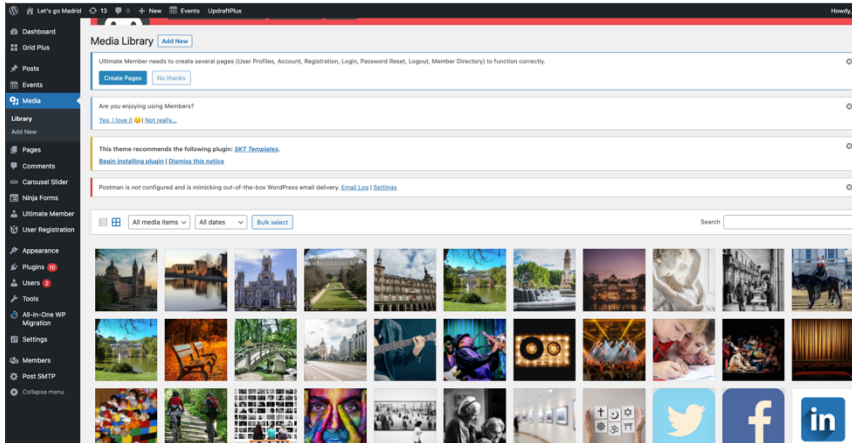 Let's go Madrid 13 0 + New Events UpdraftPlus Howdy,
Dashboard
Grid Plus
Posts
Events
Media
Library
Add New
Pages
Comments
Carousel Slider
Ninja Forms
Ultimate Member
User Registration
Appearance
Plugins 10
Users 2
Tools
All-In-One WP
Migration
Settings
Members
Post SMTP
Collapse menu
Media Library Add New
Ultimate Member needs to create several pages (User Profiles, Account, Registration, Login, Password Reset, Logout, Member Directory) to function correctly.
Create Pages No thanks
Are you enjoying using Members?
Yes, I love it 😀| Not really...
This theme recommends the following plugin: SKT Templates.
Begin installing plugin | Dismiss this notice
Postman is not configured and is mimicking out-of-the-box WordPress email delivery. Email Log | Settings
All media items All dates Bulk select Search
f in